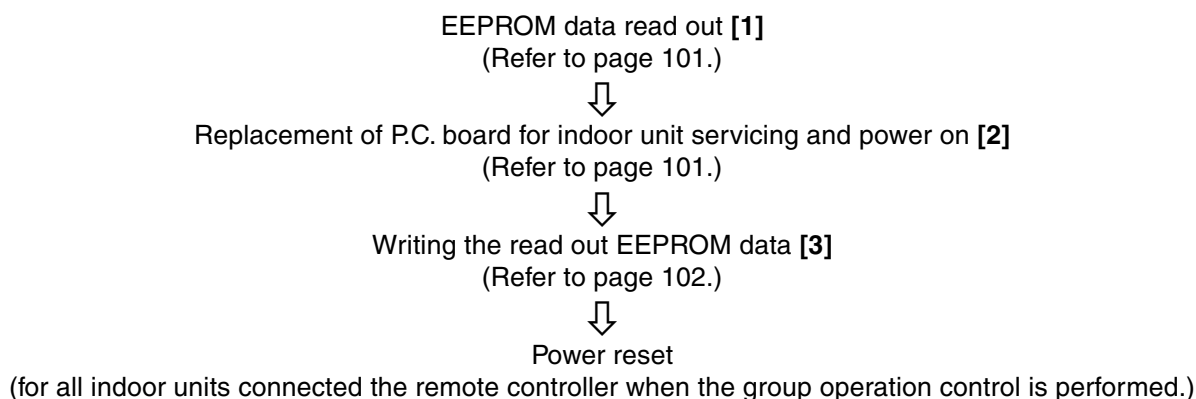 EEPROM data read out [1]
(Refer to page 101.)
Replacement of P.C. board for indoor unit servicing and power on [2]
(Refer to page 101.)
Writing the read out EEPROM data [3]
(Refer to page 102.)
Power reset
(for all indoor units connected the remote controller when the group operation control is performed.)